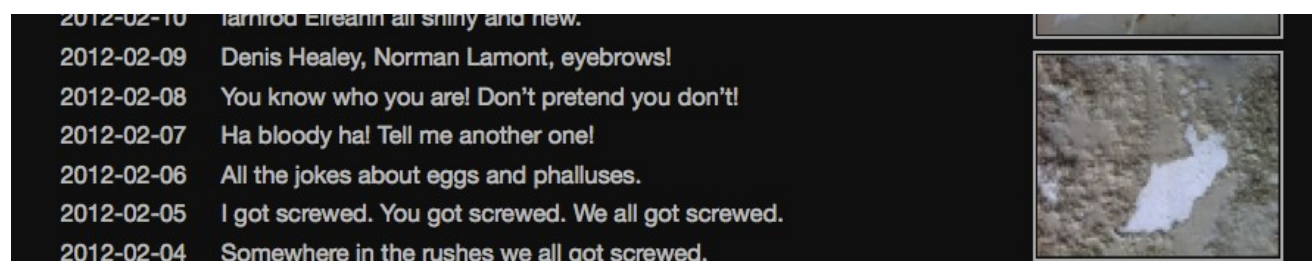 2012-02-10 Iarnród Éireann all shiny and new.
2012-02-09 Denis Healey, Norman Lamont, eyebrows!
2012-02-08 You know who you are! Don’t pretend you don’t!
2012-02-07 Ha bloody ha! Tell me another one!
2012-02-06 All the jokes about eggs and phalluses.
2012-02-05 I got screwed. You got screwed. We all got screwed.
2012-02-04 Somewhere in the rushes we all got screwed.